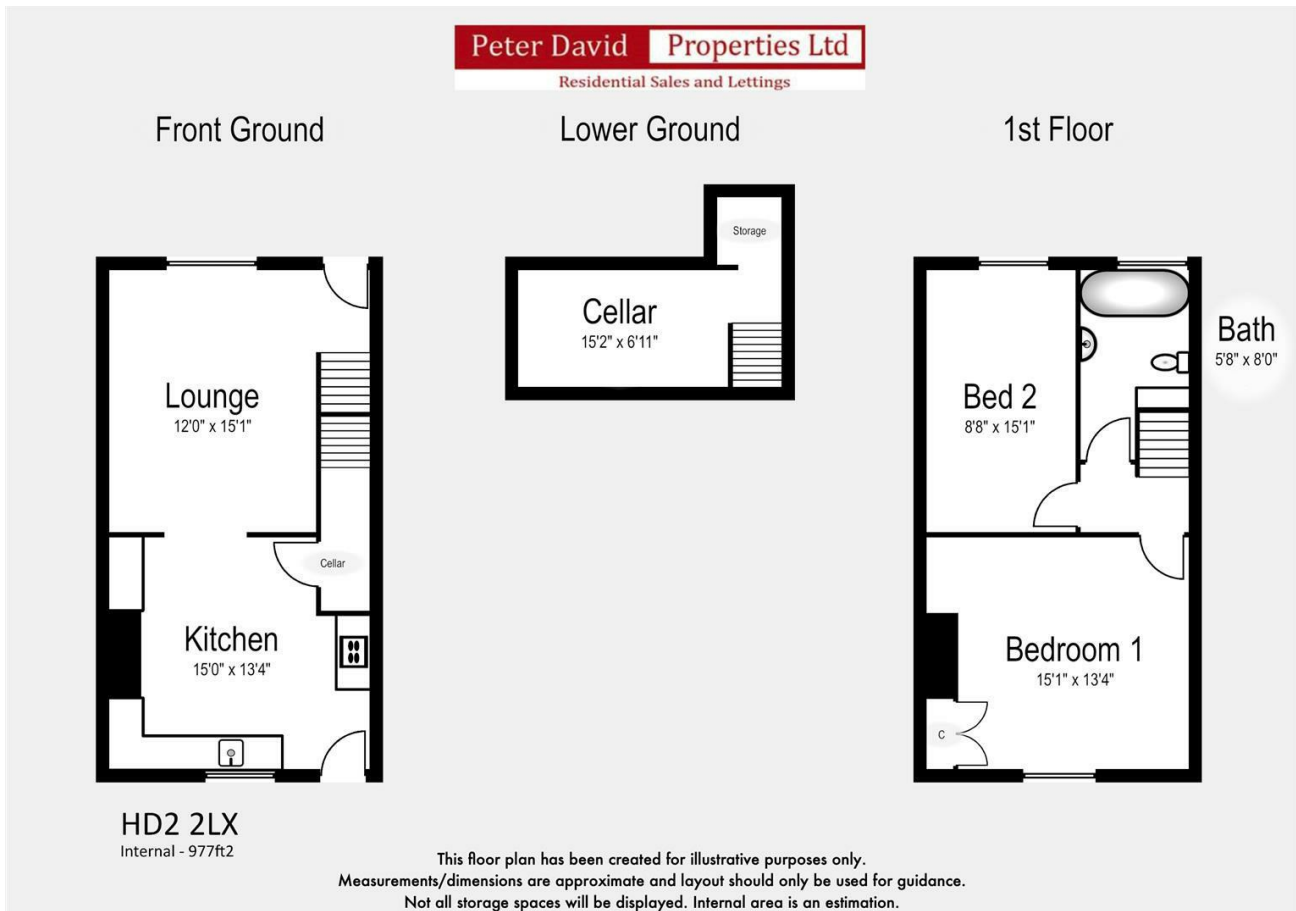 Peter David Properties Ltd
Residential Sales and Lettings
Front Ground
Lower Ground
1st Floor
Storage
Cellar
15'2" x 6'11"
Lounge
12'0" x 15'1"
Cellar
Kitchen
15'0" x 13'4"
Bath
5'8" x 8'0"
Bed 2
8'8" x 15'1"
Bedroom 1
15'1" x 13'4"
C
HD2 2LX
Internal - 977ft2
This floor plan has been created for illustrative purposes only.
Measurements/dimensions are approximate and layout should only be used for guidance.
Not all storage spaces will be displayed. Internal area is an estimation.